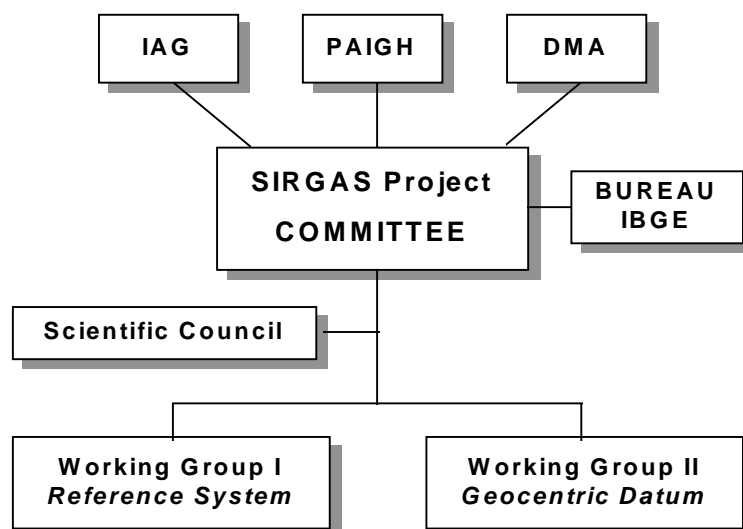 IAG
PAIGH
DMA
SIRGAS Project
COMMITTEE
BUREAU
IBGE
Scientific Council
Working Group I
Reference System
Working Group II
Geocentric Datum